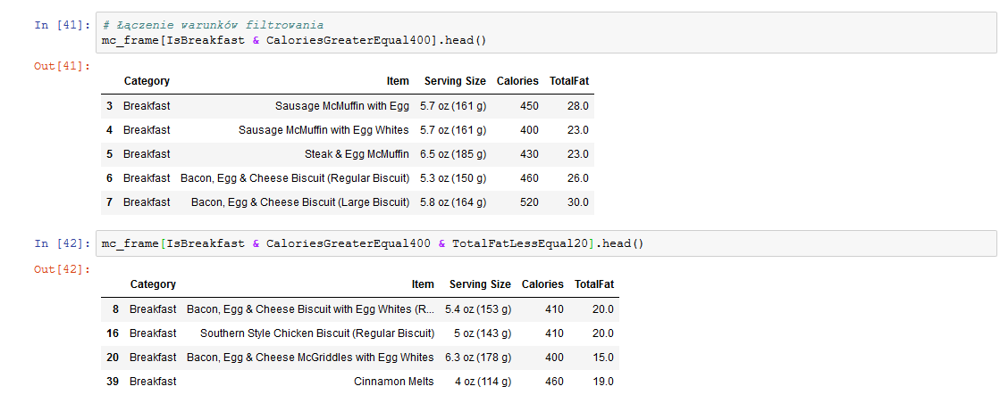 In [41]: # Łączenie warunków filtrowania
mc_frame[IsBreakfast & CaloriesGreaterEqual400].head()
Out[41]:
Category Item Serving Size Calories TotalFat
3 Breakfast Sausage McMuffin with Egg 5.7 oz (161 g) 450 28.0
4 Breakfast Sausage McMuffin with Egg Whites 5.7 oz (161 g) 400 23.0
5 Breakfast Steak & Egg McMuffin 6.5 oz (185 g) 430 23.0
6 Breakfast Bacon, Egg & Cheese Biscuit (Regular Biscuit) 5.3 oz (150 g) 460 26.0
7 Breakfast Bacon, Egg & Cheese Biscuit (Large Biscuit) 5.8 oz (164 g) 520 30.0
In [42]: mc_frame[IsBreakfast & CaloriesGreaterEqual400 & TotalFatLessEqual20].head()
Out[42]:
Category Item Serving Size Calories TotalFat
8 Breakfast Bacon, Egg & Cheese Biscuit with Egg Whites (R... 5.4 oz (153 g) 410 20.0
16 Breakfast Southern Style Chicken Biscuit (Regular Biscuit) 5 oz (143 g) 410 20.0
20 Breakfast Bacon, Egg & Cheese McGriddles with Egg Whites 6.3 oz (178 g) 400 15.0
39 Breakfast Cinnamon Melts 4 oz (114 g) 460 19.0